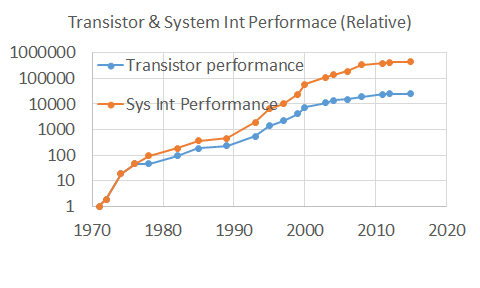 Transistor & System Int Performace (Relative)
1000000
100000
10000
1000
100
10
1
Transistor performance
Sys Int Performance
1970 1980 1990 2000 2010 2020